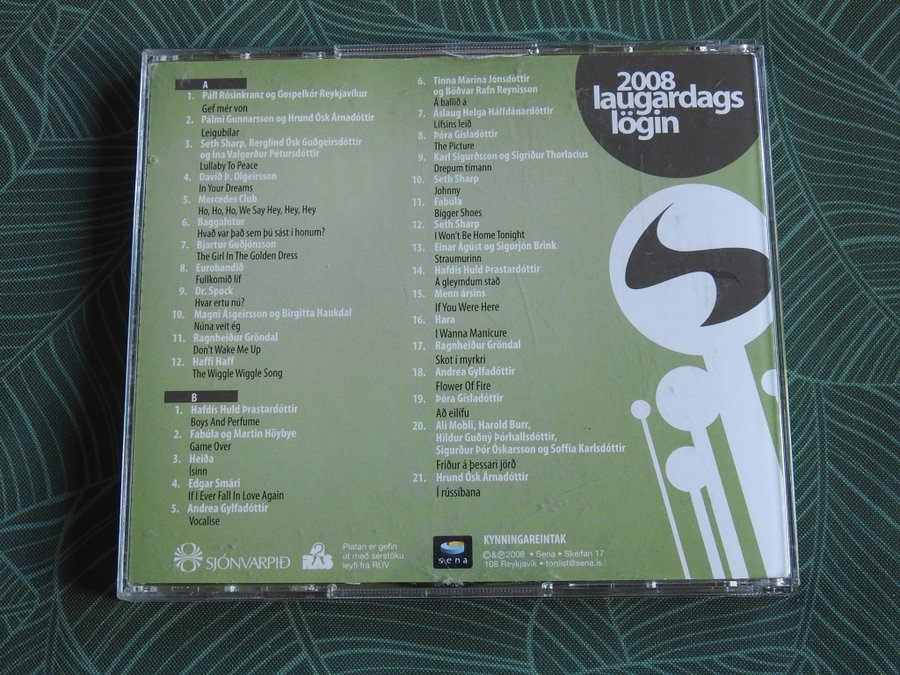 A
1. Páll Rósinkranz og Gospelkór Reykjavíkur
Gef mér von
2. Pálmi Gunnarsson og Hrund Ósk Árnadóttir
Leigubílar
3. Seth Sharp, Berglind Ósk Guðgeirsdóttir
og Ína Valgerður Pétursdóttir
Lullaby To Peace
4. Davíð Þ. Olgeirsson
In Your Dreams
5. Mercedes Club
Ho, Ho, Ho, We Say Hey, Hey, Hey
6. Baggalútur
Hvað var það sem þú sást í honum?
7. Bjartur Guðjónsson
The Girl In The Golden Dress
8. Eurobandið
Fullkomið líf
9. Dr. Spock
Hvar ertu nú?
10. Magni Ásgeirsson og Birgitta Haukdal
Núna veit ég
11. Ragnheiður Gröndal
Don't Wake Me Up
12. Haffi Haff
The Wiggle Wiggle Song
B
1. Hafdís Huld Þrastardóttir
Boys And Perfume
2. Fabúla og Martin Höybye
Game Over
3. Heiða
Ísinn
4. Edgar Smári
If I Ever Fall In Love Again
5. Andrea Gylfadóttir
Vocalise
6. Tinna Marína Jónsdóttir
og Böðvar Rafn Reynisson
Á ballið á
7. Áslaug Helga Hálfdánardóttir
Lífsins leið
8. Þóra Gísladóttir
The Picture
9. Karl Sigurðsson og Sigríður Thorlacius
Drepum tímann
10. Seth Sharp
Johnny
11. Fabúla
Bigger Shoes
12. Seth Sharp
I Won't Be Home Tonight
13. Einar Ágúst og Sigurjón Brink
Straumurinn
14. Hafdís Huld Þrastardóttir
Á gleymdum stað
15. Menn ársins
If You Were Here
16. Hara
I Wanna Manicure
17. Ragnheiður Gröndal
Skot í myrkri
18. Andrea Gylfadóttir
Flower Of Fire
19. Þóra Gísladóttir
Að eilífu
20. Ali Mobli, Harold Burr,
Hildur Guðný Þórhallsdóttir,
Sigurður Þór Óskarsson og Soffía Karlsdóttir
Friður á þessari jörð
21. Hrund Ósk Árnadóttir
Í rússíbana
2008
laugardags
lögin
SJÓNVARPIÐ
Platan er gefin
út með sérstöku
leyfi frá RÚV
sena
KYNNINGAREINTAK
©&℗2008 • Sena • Skeifan 17
108 Reykjavík • tonlist@sena.is